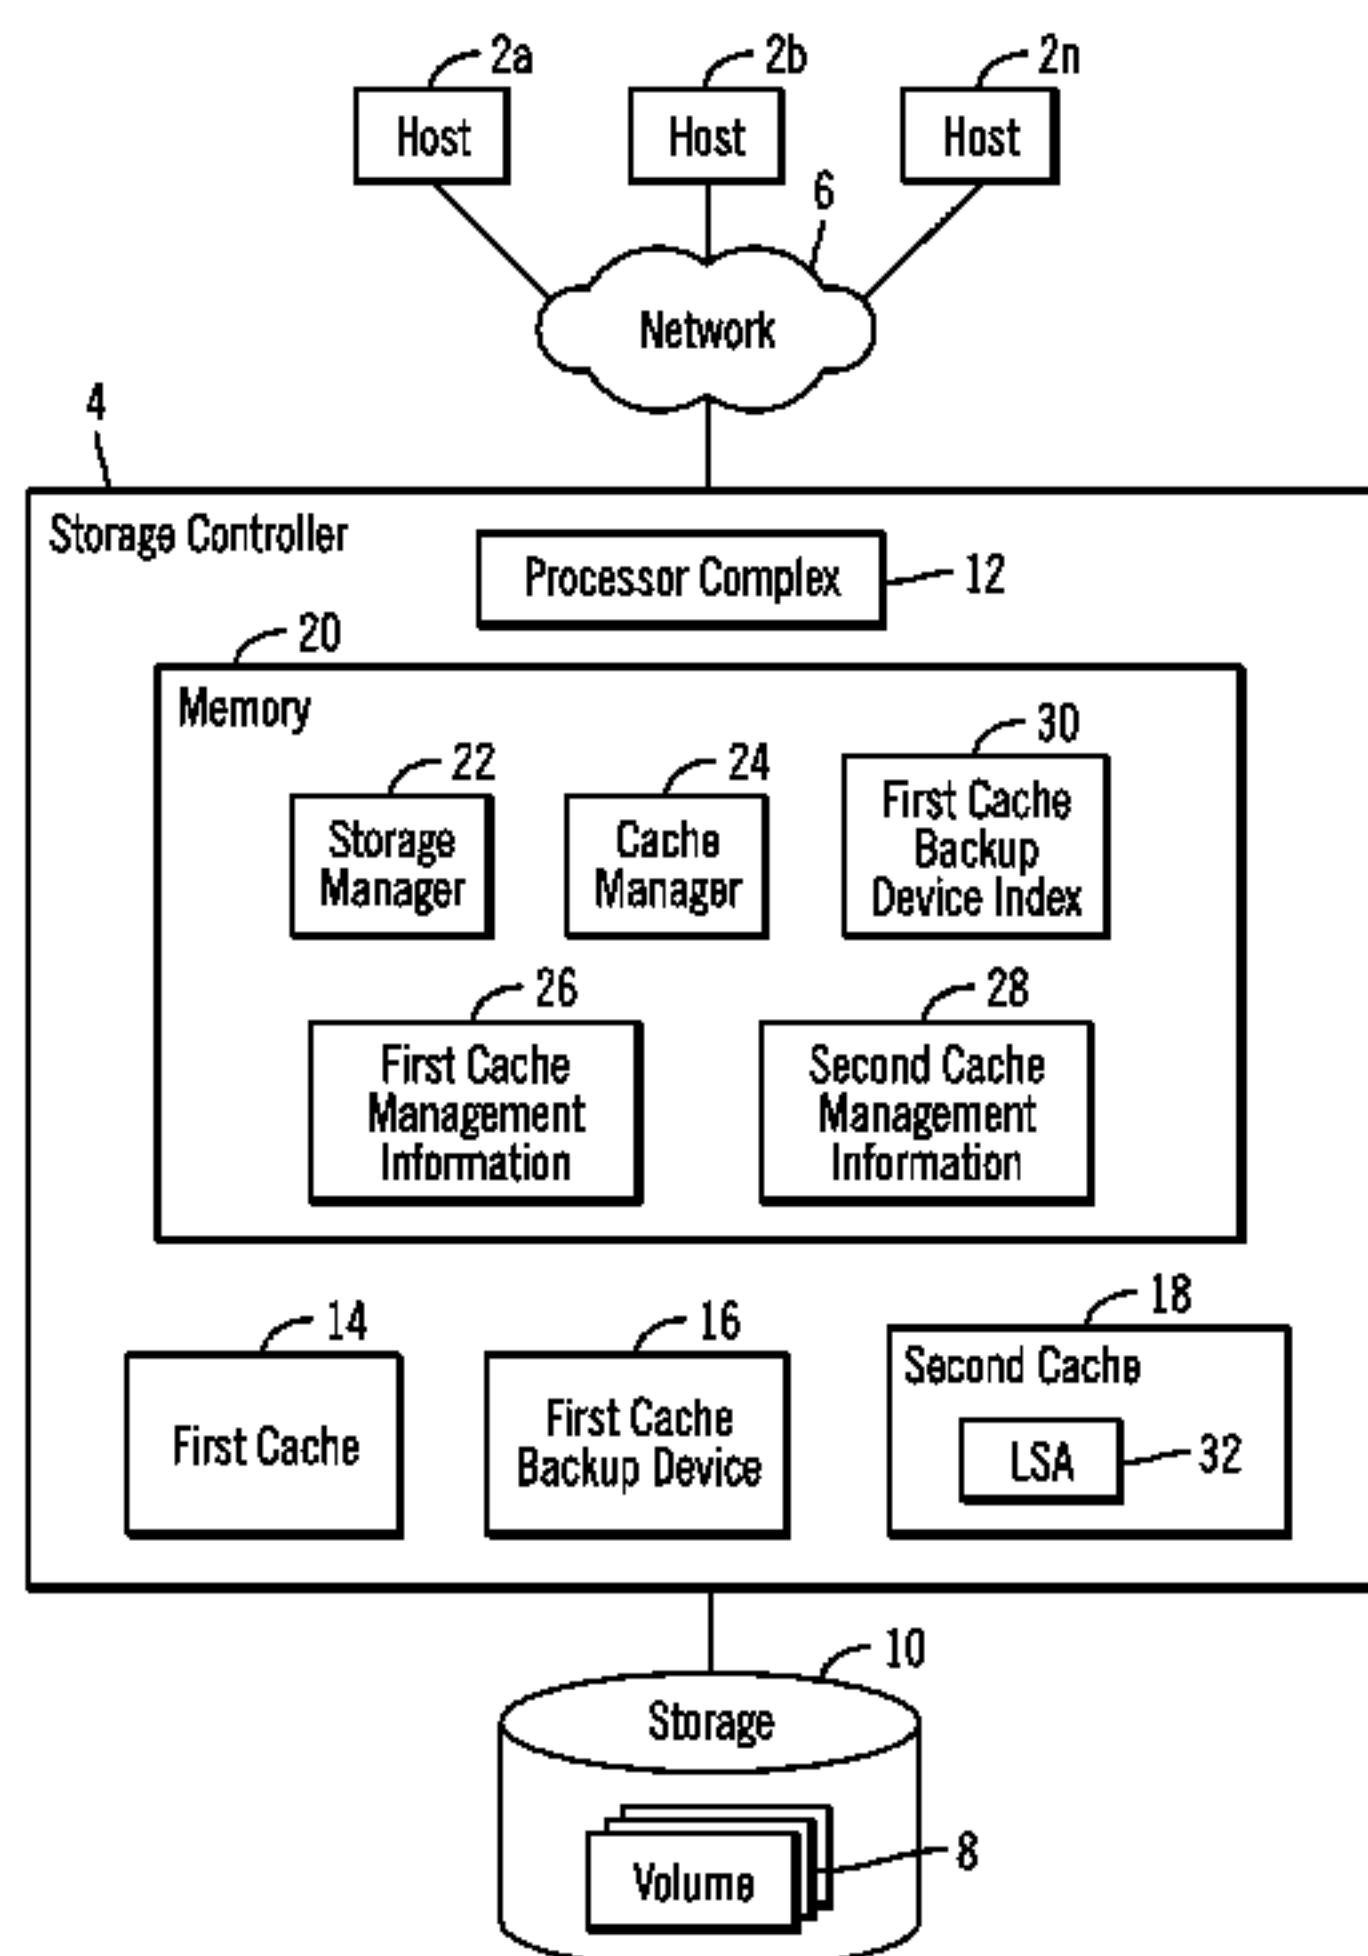 2a
2b
2n
Host
Host
Host
6
Network
4
Storage Controller
Processor Complex
12
20
Memory
22
24
30
Storage
Manager
Cache
Manager
First Cache
Backup
Device Index
26
28
First Cache
Management
Information
Second Cache
Management
Information
14
16
18
First Cache
First Cache
Backup Device
Second Cache
LSA
32
10
Storage
Volume
8